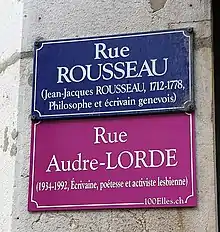 Rue
ROUSSEAU
(Jean-Jacques ROUSSEAU, 1712-1778,
Philosophe et écrivain genevois)
Rue
Audre-LORDE
(1934-1992, Écrivaine, poétesse et activiste lesbienne)
100Elles.ch